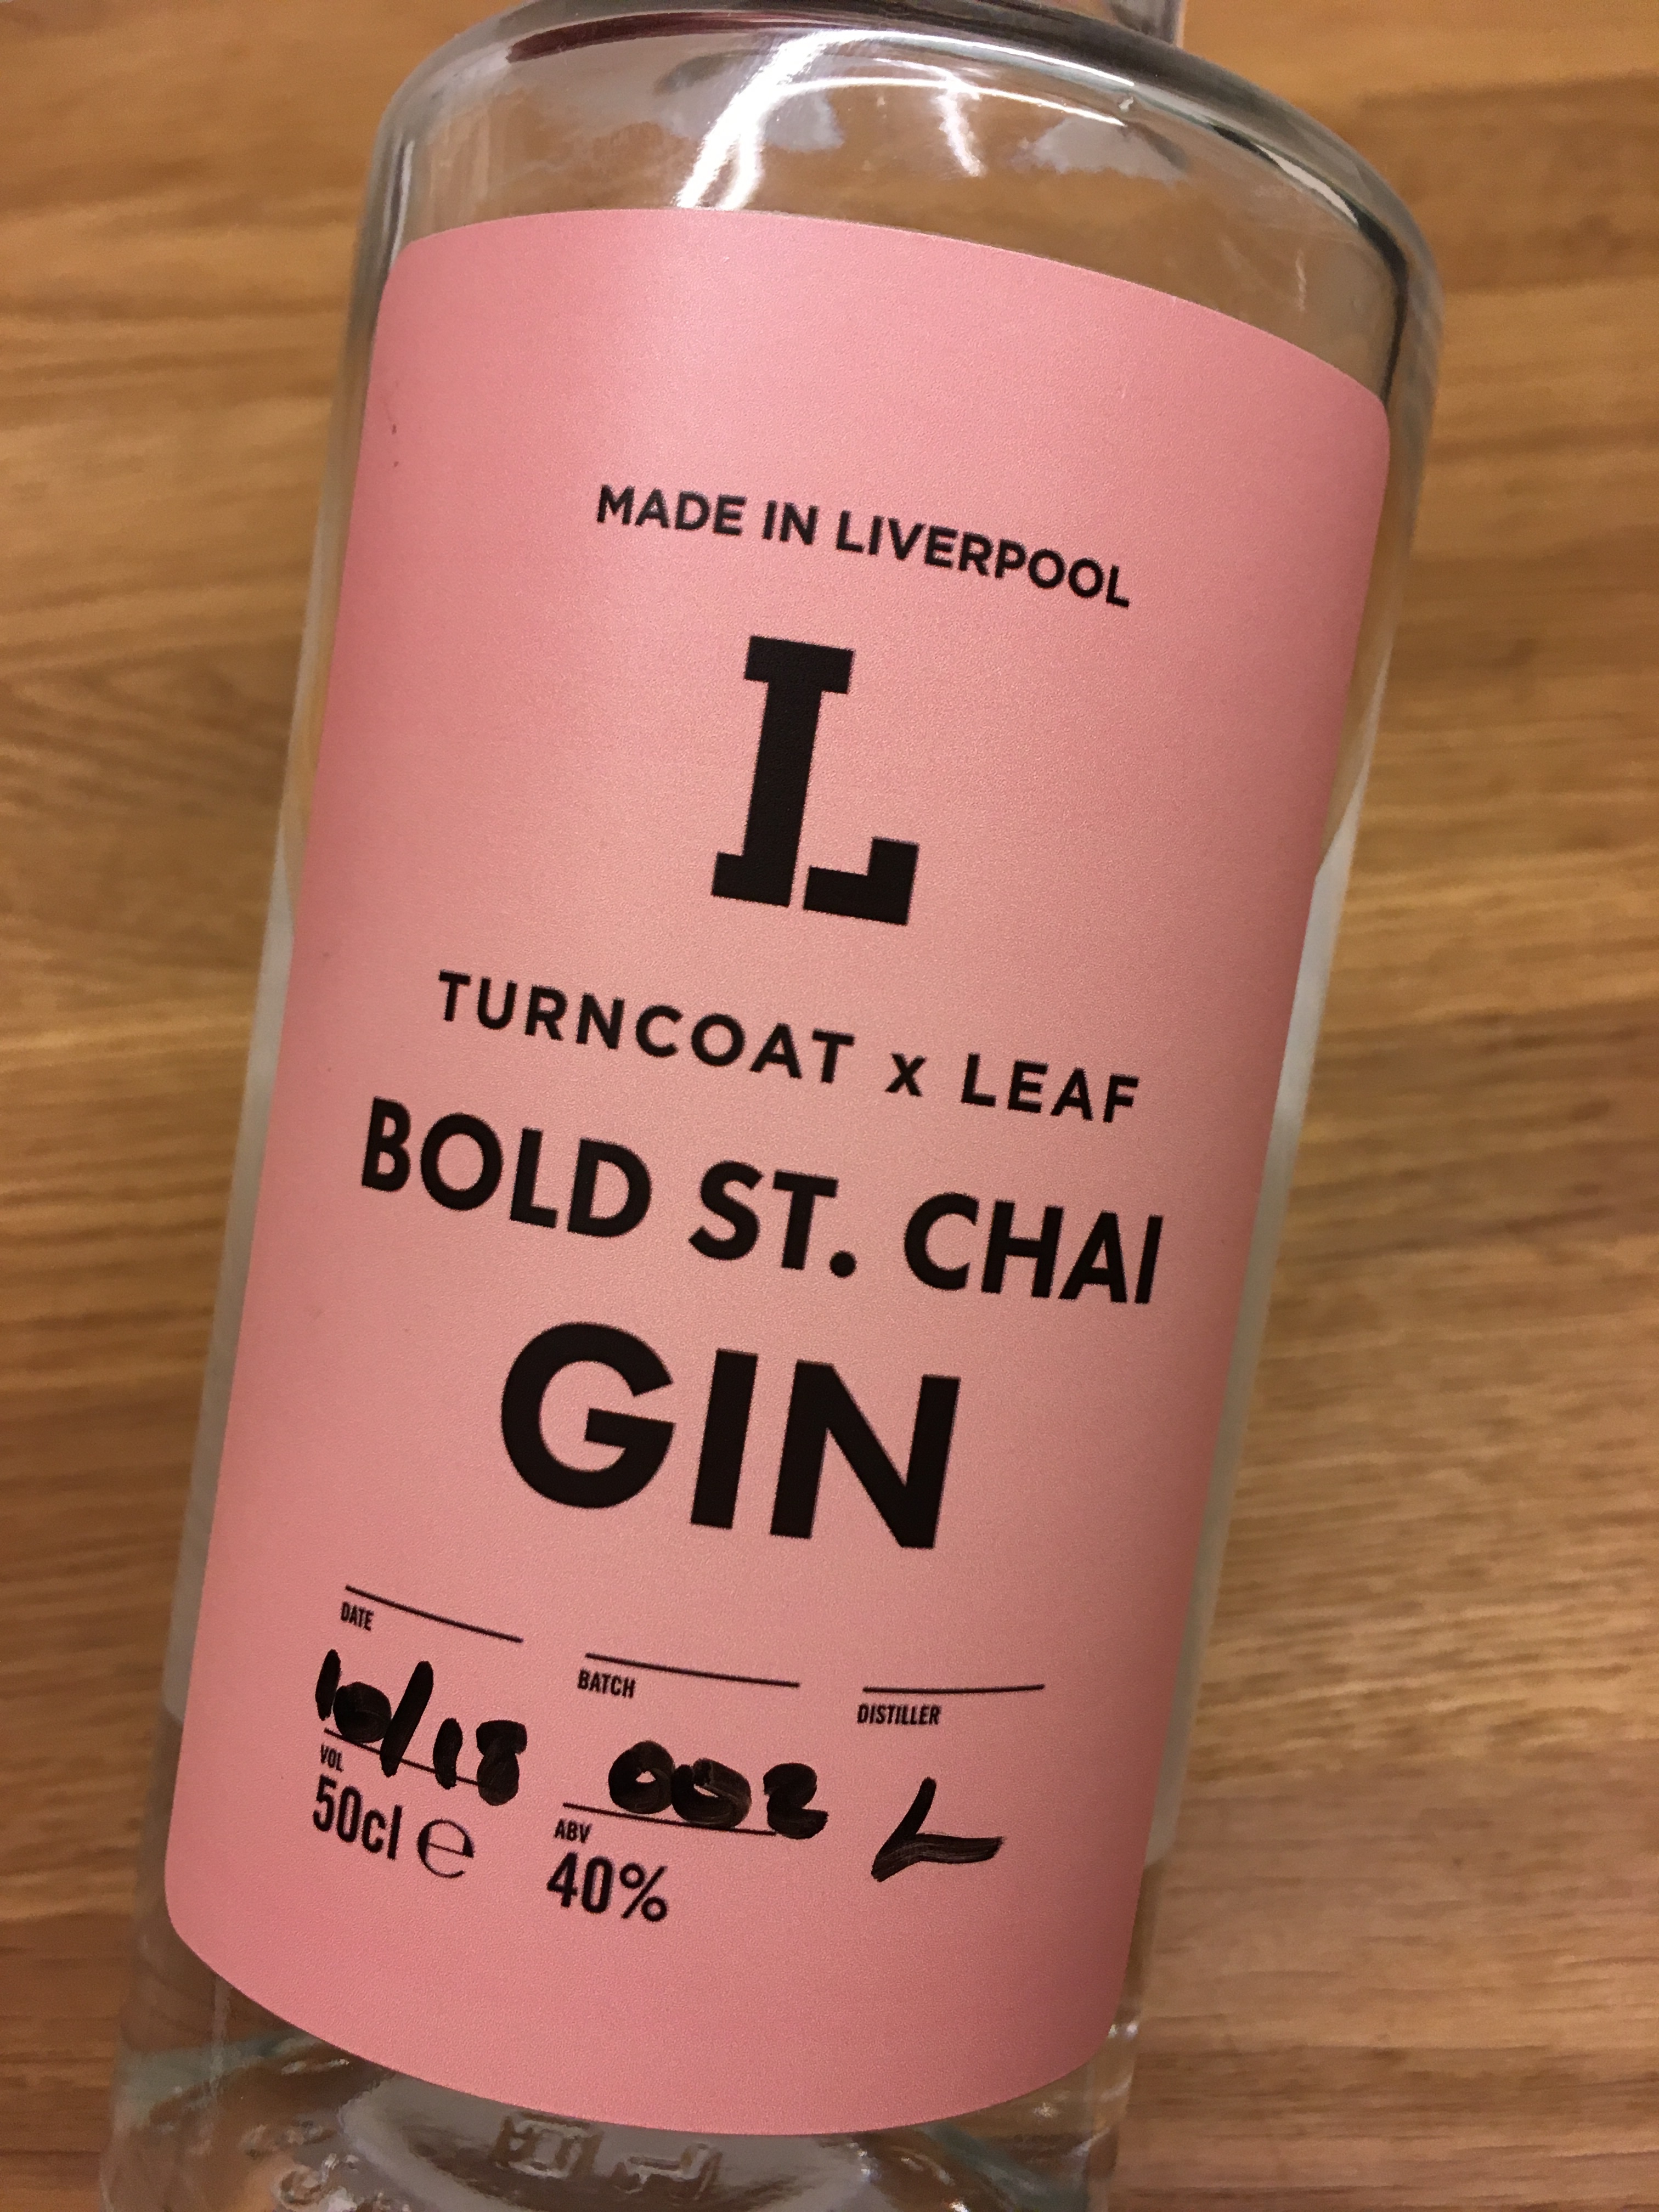 MADE IN LIVERPOOL
L
TURNCOAT x LEAF
BOLD ST. CHAI
GIN
DATE BATCH DISTILLER
10/18 002 L
VOL ABV
50cl ℮ 40%